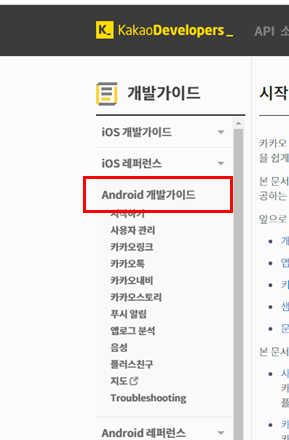 KakaoDevelopers_
API 소
개발가이드
시작
iOS 개발가이드
iOS 레퍼런스
Android 개발가이드
시작하기
사용자 관리
카카오링크
카카오톡
카카오내비
카카오스토리
푸시 알림
앱로그 분석
음성
플러스친구
지도
Troubleshooting
Android 레퍼런스
카카오
을 쉽게
본 문서
공하는
앞으로
개
앱
카
샘
문
본 문서
시
카
플
카